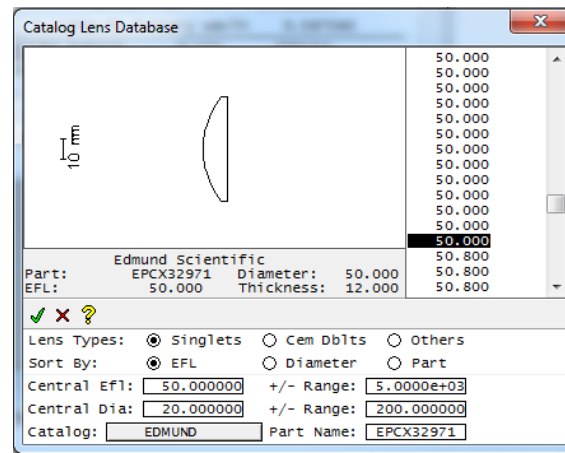 Catalog Lens Database
10 mm
50.000
50.000
50.000
50.000
50.000
50.000
50.000
50.000
50.000
50.000
50.000
50.000
50.000
50.800
50.800
50.800
Edmund Scientific
Part: EPCX32971 Diameter: 50.000
EFL: 50.000 Thickness: 12.000
Lens Types: Singlets Cem Dblts Others
Sort By: EFL Diameter Part
Central Efl: 50.000000 +/- Range: 5.0000e+03
Central Dia: 20.000000 +/- Range: 200.000000
Catalog: EDMUND Part Name: EPCX32971